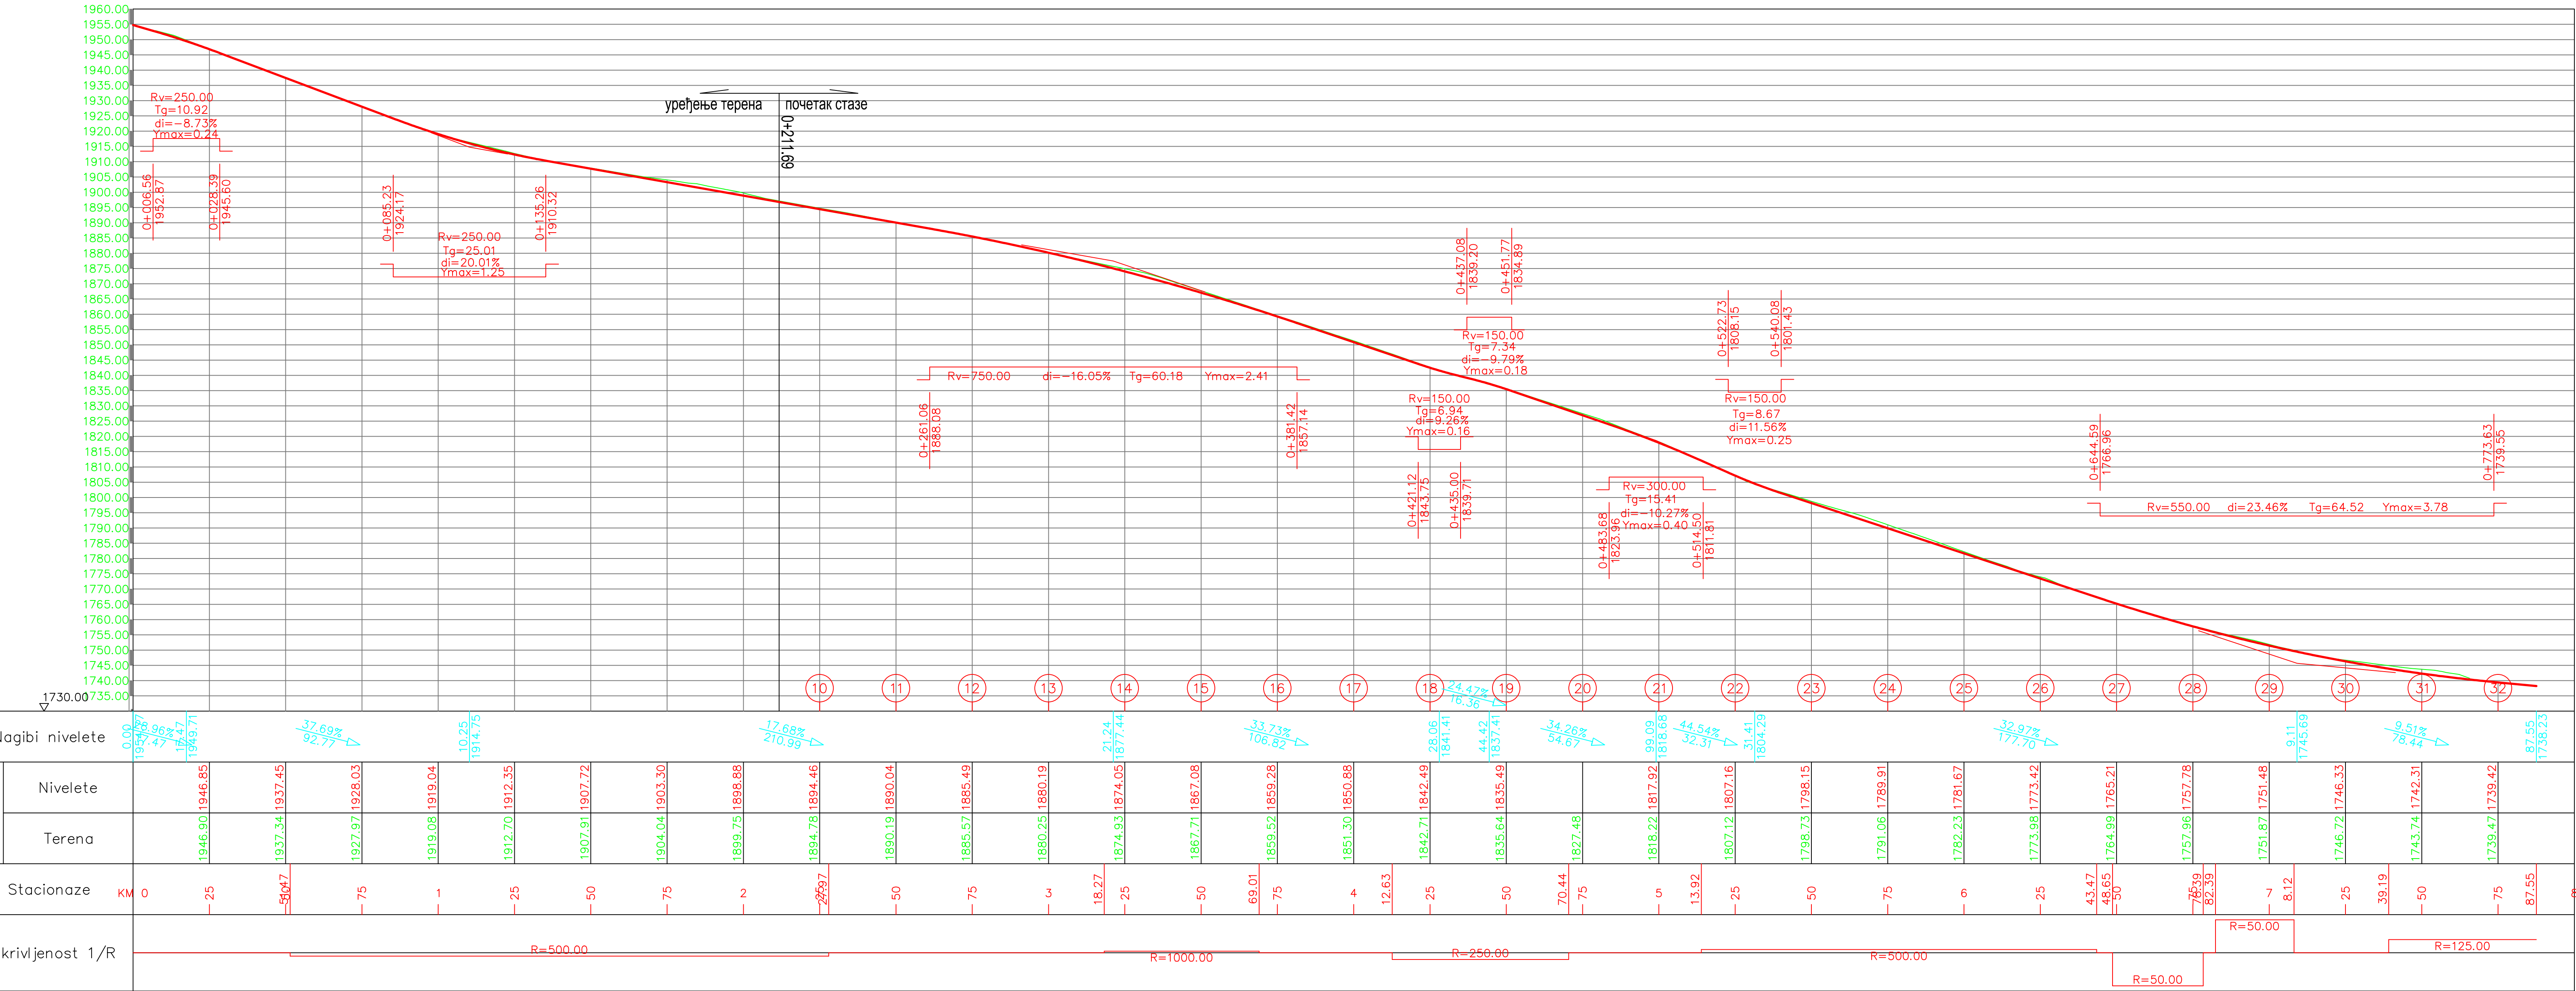 1960.00
1955.00
1950.00
1945.00
1940.00
1935.00
1930.00
1925.00
1920.00
1915.00
1910.00
1905.00
1900.00
1895.00
1890.00
1885.00
1880.00
1875.00
1870.00
1865.00
1860.00
1855.00
1850.00
1845.00
1840.00
1835.00
1830.00
1825.00
1820.00
1815.00
1810.00
1805.00
1800.00
1795.00
1790.00
1785.00
1780.00
1775.00
1770.00
1765.00
1760.00
1755.00
1750.00
1745.00
1740.00
1735.00
1730.00
Rv=250.00
Tg=10.92
di=-8.73%
Ymax=0.24
0+006.56
1952.87
0+028.39
1945.60
0+085.23
1924.17
0+135.26
1910.32
Rv=250.00
Tg=25.01
di=20.01%
Ymax=1.25
уређење терена
почетак стазе
0+211.69
Rv=750.00 di=-16.05% Tg=60.18 Ymax=2.41
0+261.06
1888.08
0+381.42
1857.14
0+437.08
1839.20
0+451.77
1834.89
Rv=150.00
Tg=7.34
di=-9.79%
Ymax=0.18
Rv=150.00
Tg=6.94
di=9.26%
Ymax=0.16
0+421.12
1843.75
0+435.00
1839.71
0+522.73
1808.15
0+540.08
1801.43
Rv=150.00
Tg=8.67
di=11.56%
Ymax=0.25
Rv=300.00
Tg=15.41
di=-10.27%
Ymax=0.40
0+483.68
1823.96
0+514.50
1811.81
0+644.59
1766.96
0+773.63
1739.55
Rv=550.00 di=23.46% Tg=64.52 Ymax=3.78
10 11 12 13 14 15 16 17 18 19 20 21 22 23 24 25 26 27 28 29 30 31 32
Nagibi nivelete
0.00
1949.71
37.69%
92.77
10.25
1914.75
17.68%
210.99
21.24
1877.44
33.73%
106.82
28.06
1841.41
24.47%
16.36
44.42
1837.41
34.26%
54.67
99.09
1818.68
44.54%
32.31
31.41
1804.29
32.97%
177.70
9.11
1745.69
9.51%
78.44
87.55
1738.23
Nivelete
1946.85 1937.45 1928.03 1919.04 1912.35 1907.72 1903.30 1898.88 1894.46 1890.04 1885.49 1880.19 1874.05 1867.08 1859.28 1850.88 1842.49 1835.49 1817.92 1807.16 1798.15 1789.91 1781.67 1773.42 1765.21 1757.78 1751.48 1746.33 1742.31 1739.42
Terena
1946.90 1937.34 1927.97 1919.08 1912.70 1907.91 1904.04 1899.75 1894.78 1890.19 1885.57 1880.25 1874.93 1867.71 1859.52 1851.30 1842.71 1835.64 1827.48 1818.22 1807.12 1798.73 1791.06 1782.23 1773.98 1764.99 1757.96 1751.87 1746.72 1743.74 1739.47
Stacionaze
KM 0 25 75 1 25 50 75 2 50 75 3 18.27 25 50 69.01 75 4 12.63 25 50 70.44 75 5 13.92 25 50 75 6 25 43.47 48.65 50 78.39 82.39 7 8.12 25 39.19 50 75 87.55
krivljenost 1/R
R=500.00
R=1000.00
R=250.00
R=500.00
R=50.00
R=50.00
R=125.00